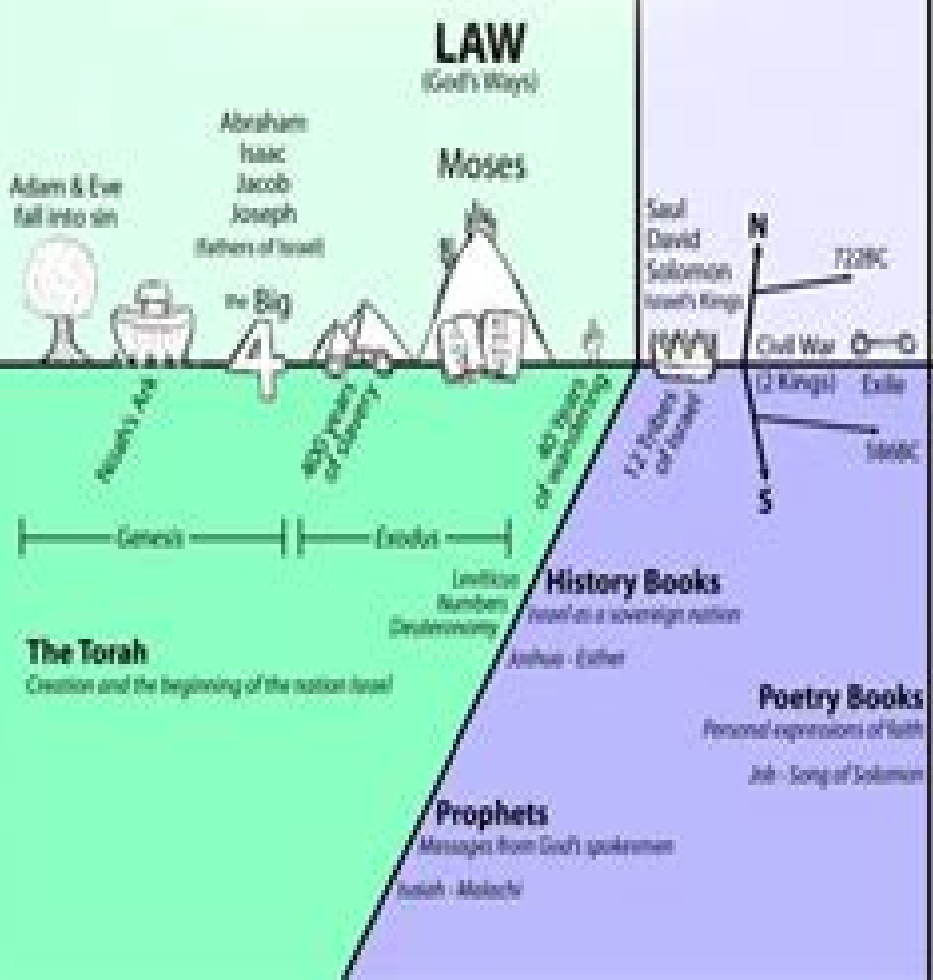 LAW
(God's Ways)
Moses
Abraham
Isaac
Jacob
Joseph
(fathers of Israel)
Adam & Eve
fall into sin
the Big
4
Noah's Ark
400 years
of slavery
40 years
of wandering
Genesis
Exodus
Leviticus
Numbers
Deuteronomy
The Torah
Creation and the beginning of the nation Israel
Saul
David
Solomon
Israel's Kings
12 Tribes
of Israel
N
722BC
Civil War
(2 Kings)
Exile
586BC
S
History Books
Israel as a sovereign nation
Joshua - Esther
Poetry Books
Personal expressions of faith
Job - Song of Solomon
Prophets
Messages from God's spokesmen
Isaiah - Malachi